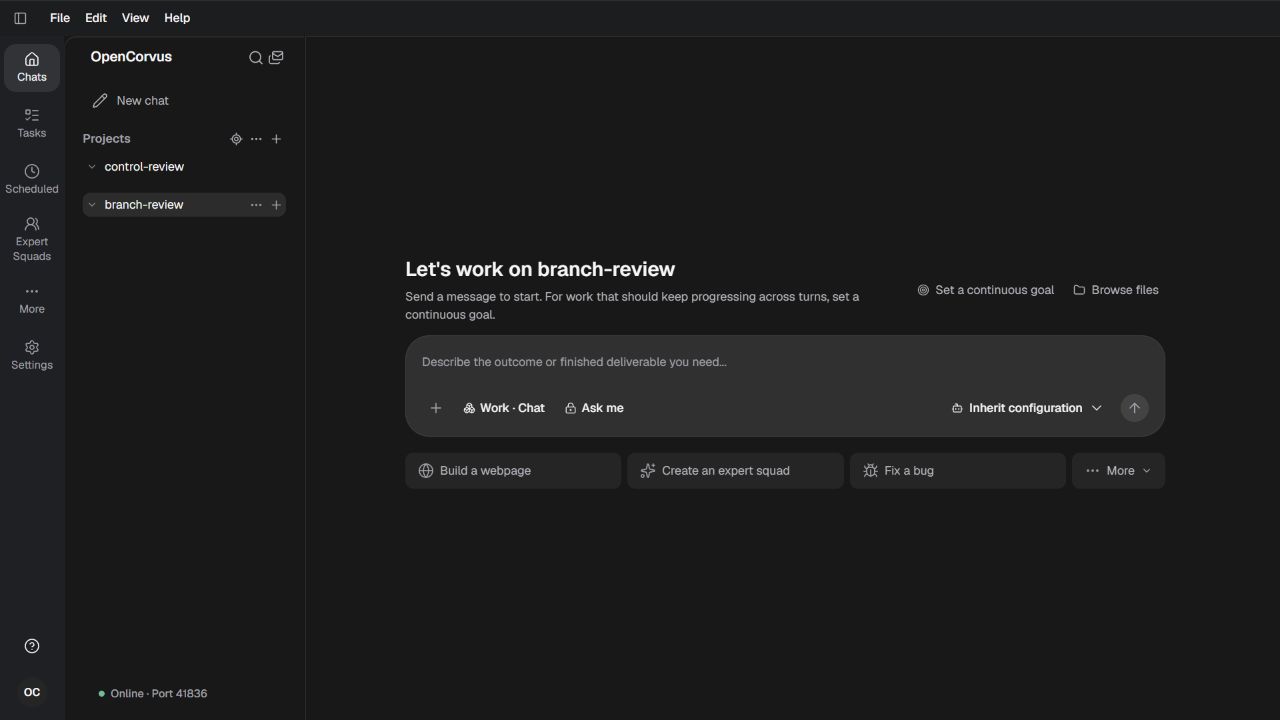 File Edit View Help
OpenCorvus
Chats
New chat
Tasks
Projects
control-review
Scheduled
branch-review
Expert
Squads
More
Settings
Let's work on branch-review
Send a message to start. For work that should keep progressing across turns, set a
continuous goal.
Set a continuous goal
Browse files
Describe the outcome or finished deliverable you need...
Work · Chat
Ask me
Inherit configuration
Build a webpage
Create an expert squad
Fix a bug
More
OC
Online · Port 41836